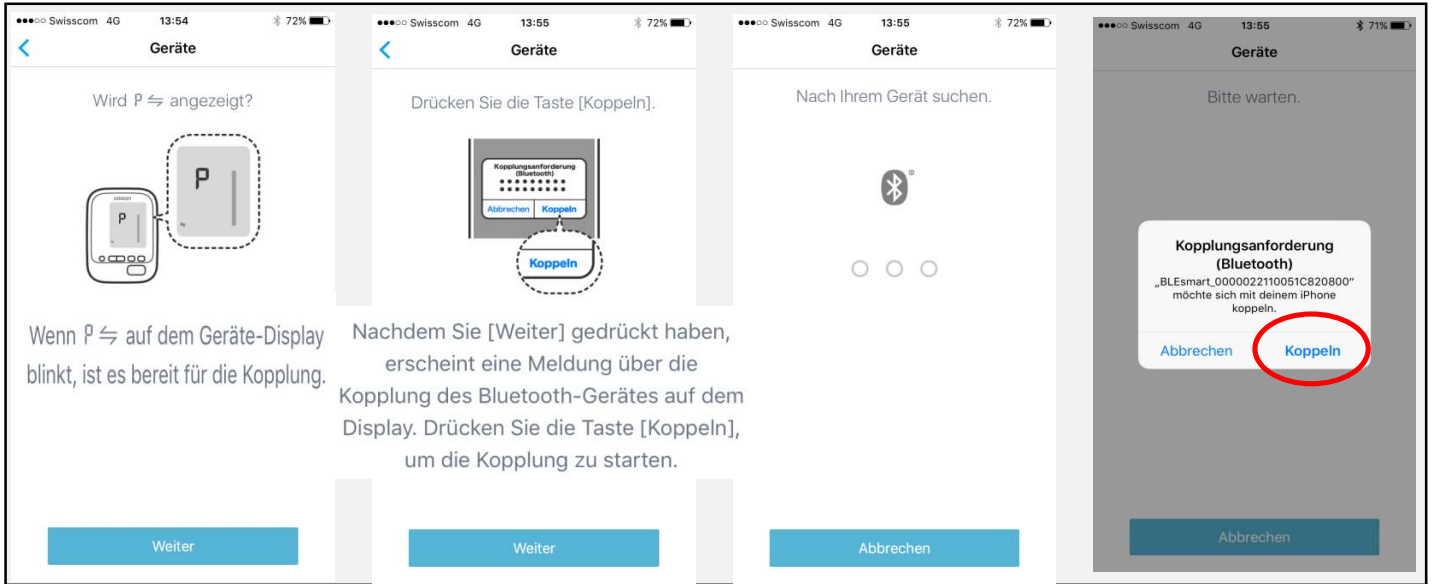 Swisscom 4G 13:54 72%
Geräte
Wird P ⇋ angezeigt?
P
omron
P
Wenn P ⇋ auf dem Geräte-Display
blinkt, ist es bereit für die Kopplung.
Weiter
Swisscom 4G 13:55 72%
Geräte
Drücken Sie die Taste [Koppeln].
Kopplungsanforderung
(Bluetooth)
Abbrechen Koppeln
Koppeln
Nachdem Sie [Weiter] gedrückt haben,
erscheint eine Meldung über die
Kopplung des Bluetooth-Gerätes auf dem
Display. Drücken Sie die Taste [Koppeln],
um die Kopplung zu starten.
Weiter
Swisscom 4G 13:55 72%
Geräte
Nach Ihrem Gerät suchen.
Abbrechen
Swisscom 4G 13:55 71%
Geräte
Bitte warten.
Kopplungsanforderung
(Bluetooth)
„BLEsmart_0000022110051C820800“
möchte sich mit deinem iPhone
koppeln.
Abbrechen Koppeln
Abbrechen